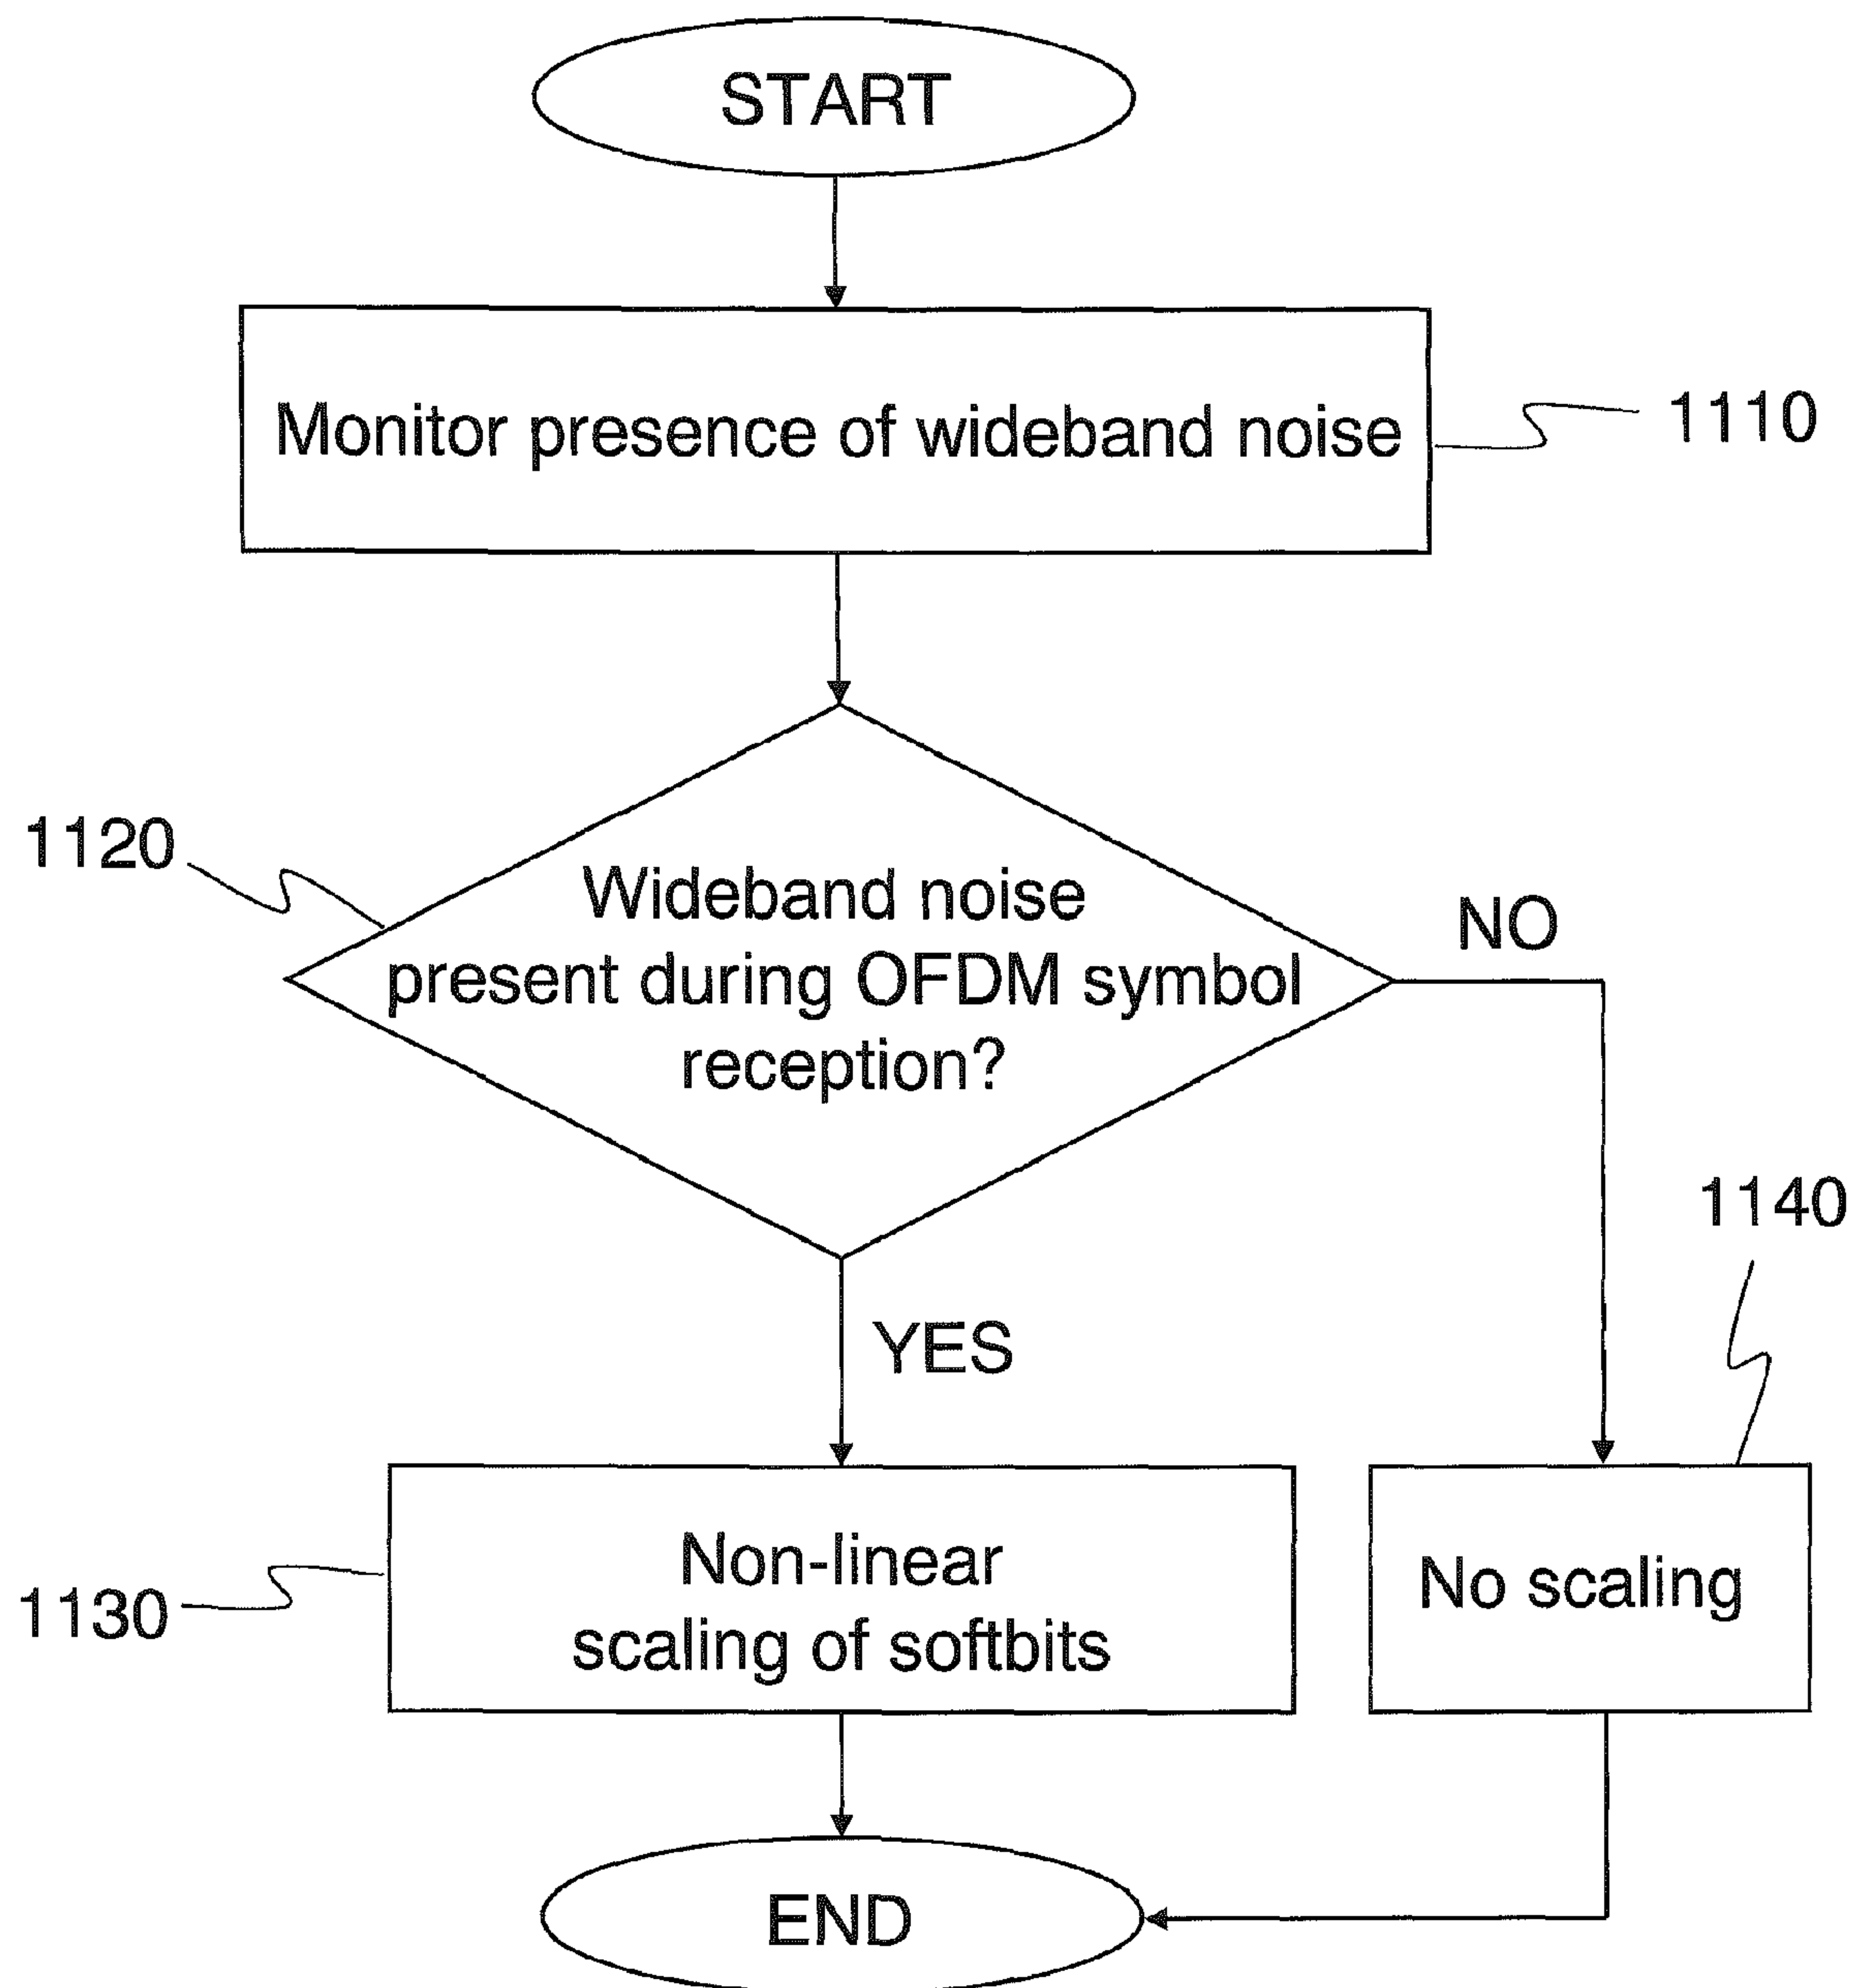 START
Monitor presence of wideband noise
1110
1120
Wideband noise
present during OFDM symbol
reception?
NO
YES
1140
1130
Non-linear
scaling of softbits
No scaling
END